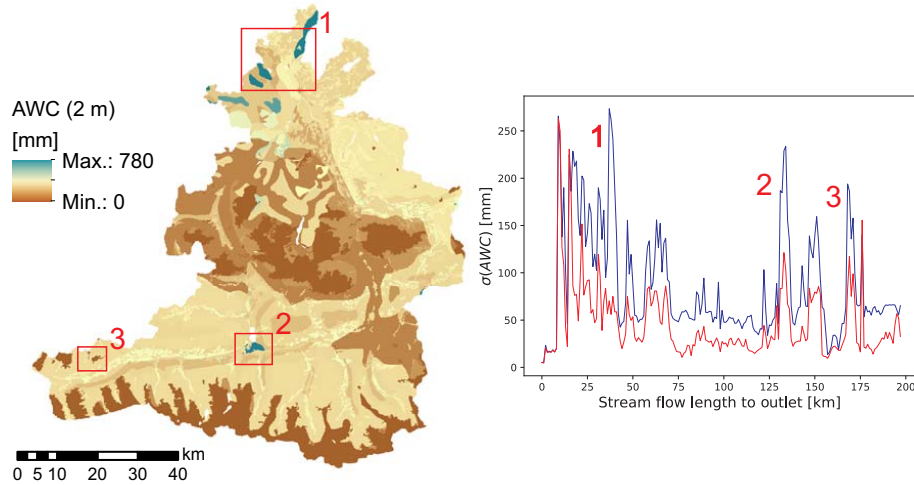 1
AWC (2 m)
[mm]
Max.: 780
Min.: 0
3
2
km
0 5 10 20 30 40
σ(AWC) [mm]
250
200
150
100
50
0
1
2
3
0 25 50 75 100 125 150 175 200
Stream flow length to outlet [km]